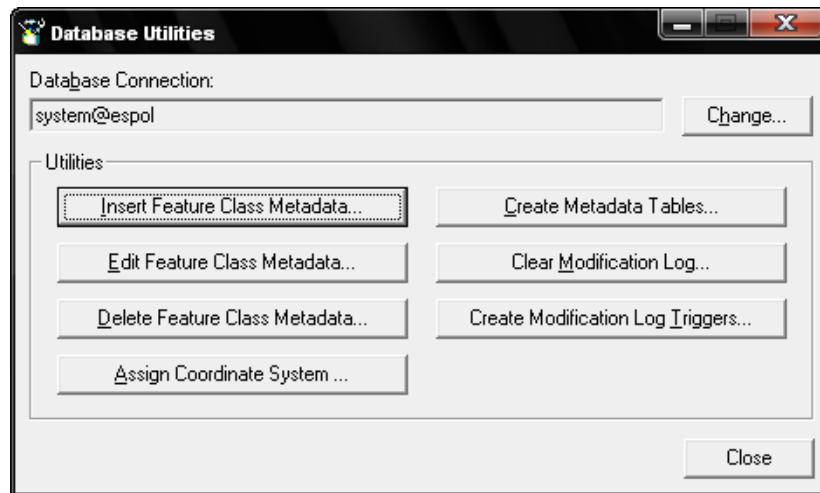 Database Utilities
Database Connection:
system@espol
Change...
Utilities
Insert Feature Class Metadata...
Create Metadata Tables...
Edit Feature Class Metadata...
Clear Modification Log...
Delete Feature Class Metadata...
Create Modification Log Triggers...
Assign Coordinate System ...
Close